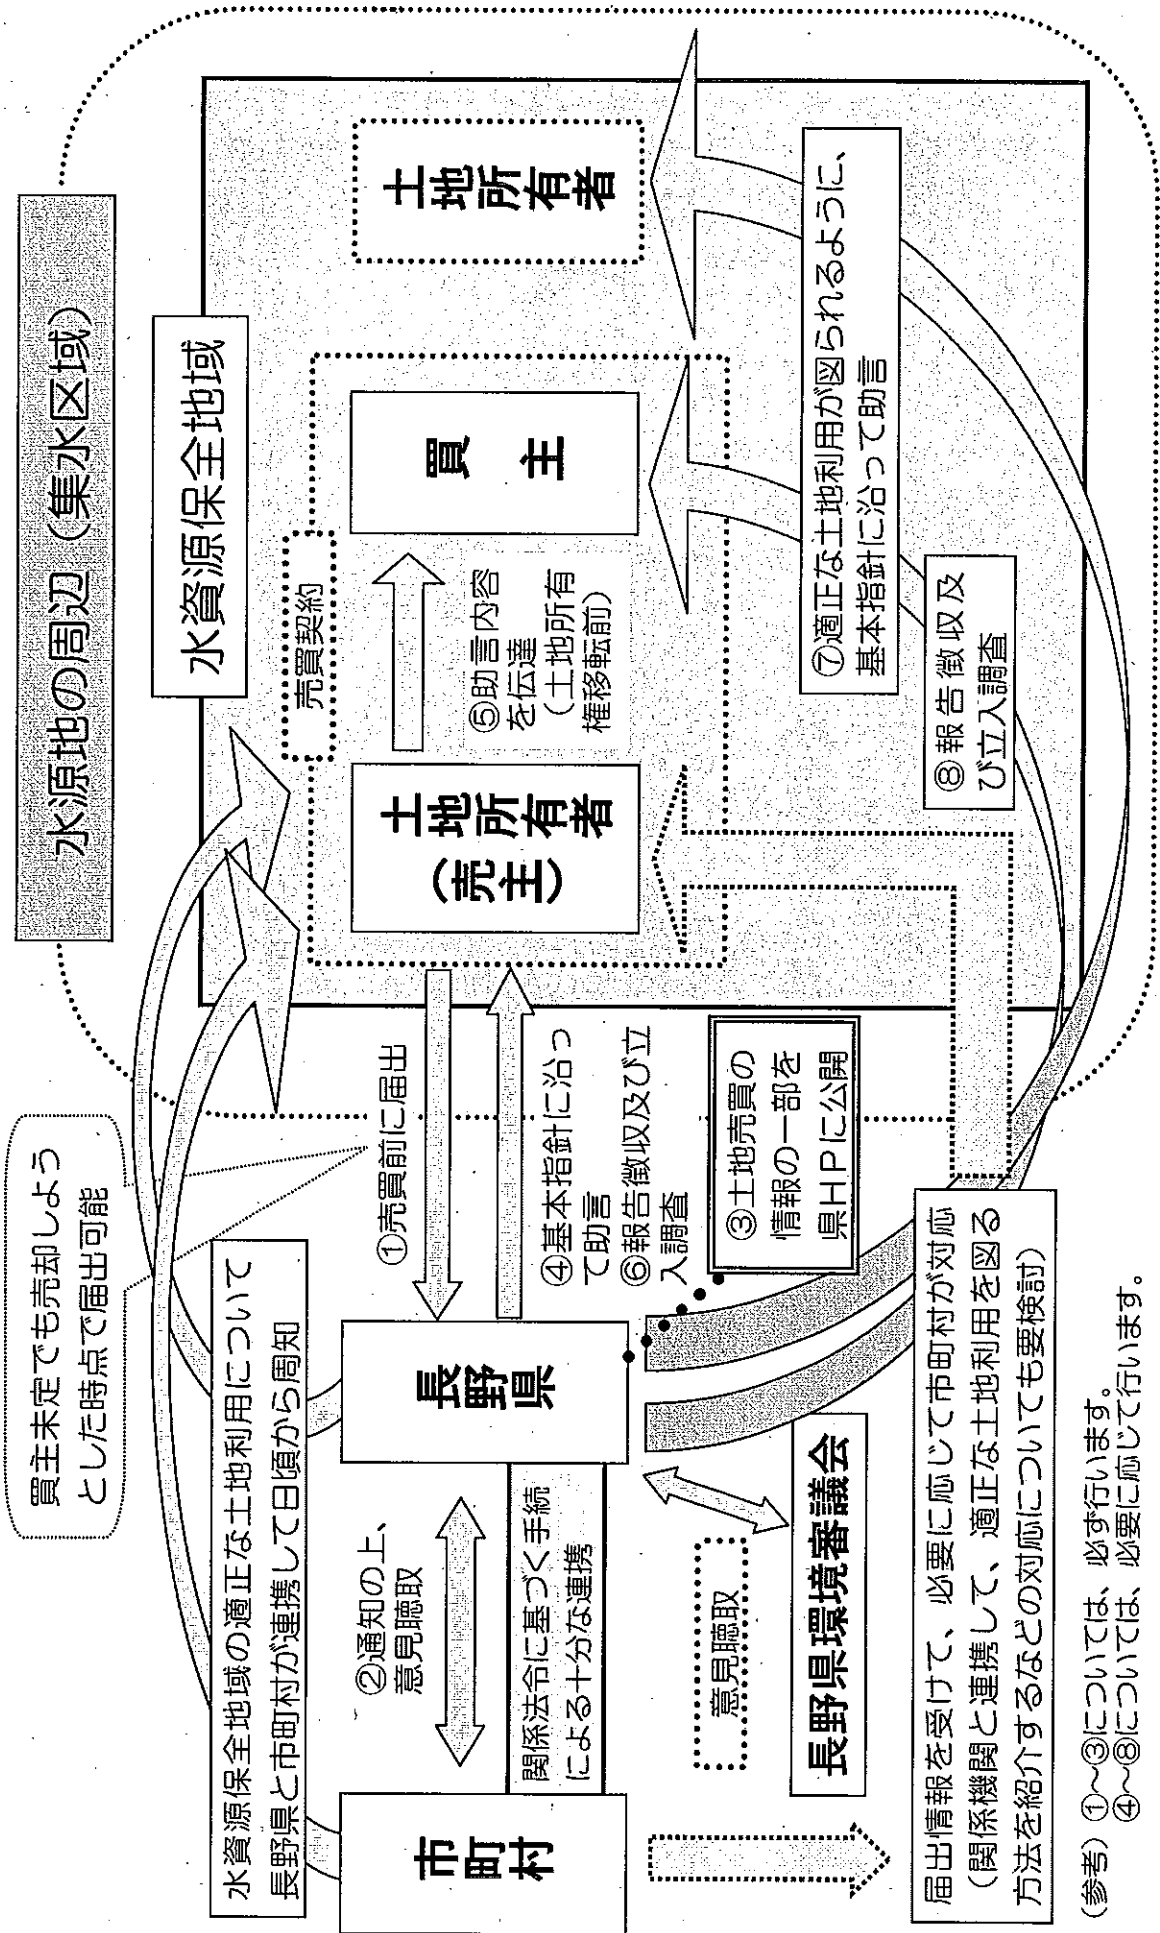 水源地の周辺（集水区域）
水資源保全地域
買主未定でも売却しよう
とした時点で届出可能
水資源保全地域の適正な土地利用について
長野県と市町村が連携して日頃から周知
売買契約
市町村
②通知の上、
意見聴取
関係法令に基づく手続
による十分な連携
長野県
①売買前に届出
④基本指針に沿っ
て助言
⑥報告徴収及び立
入調査
土地所有者
（売主）
⑤助言内容
を伝達
（土地所有
権移転前）
買主
土地所有者
③土地売買の
情報の一部を
県HPに公開
意見聴取
長野県環境審議会
⑦適正な土地利用が図られるように、
基本指針に沿って助言
⑧報告徴収及
び立入調査
届出情報を受けて、必要に応じて市町村が対応
（関係機関と連携して、適正な土地利用を図る
方法を紹介するなどの対応についても要検討）
（参考）①～③については、必ず行います。
④～⑧については、必要に応じて行います。